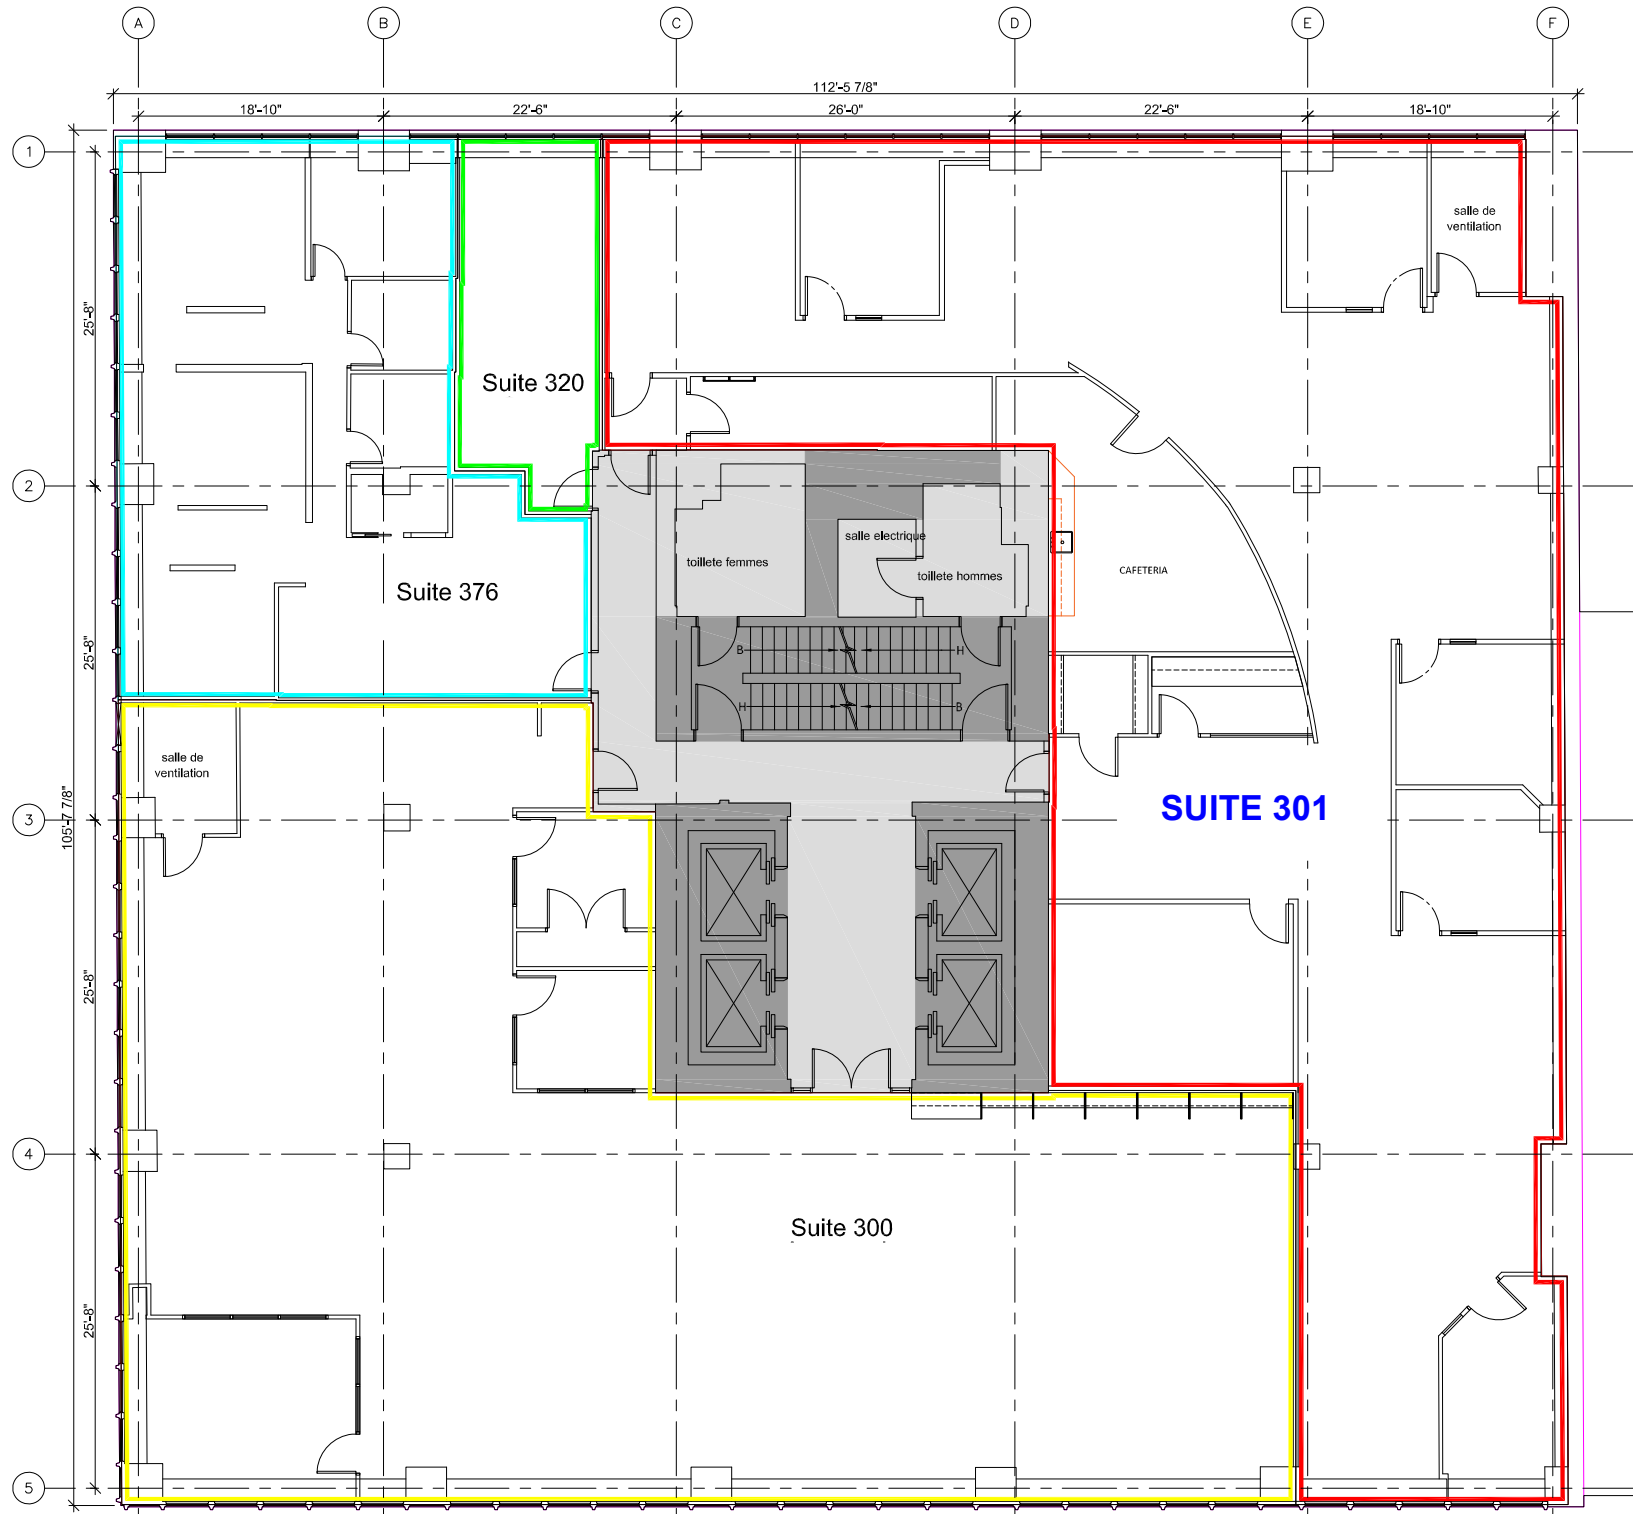 A
B
C
D
E
F
112'-5 7/8"
18'-10"
22'-6"
26'-0"
22'-6"
18'-10"
1
salle de
ventilation
25'-8"
Suite 320
2
salle electrique
toillete femmes
toillete hommes
CAFETERIA
Suite 376
25'-8"
B
H
H
B
salle de
ventilation
SUITE 301
3
105'-7 7/8"
25'-8"
4
Suite 300
25'-8"
5